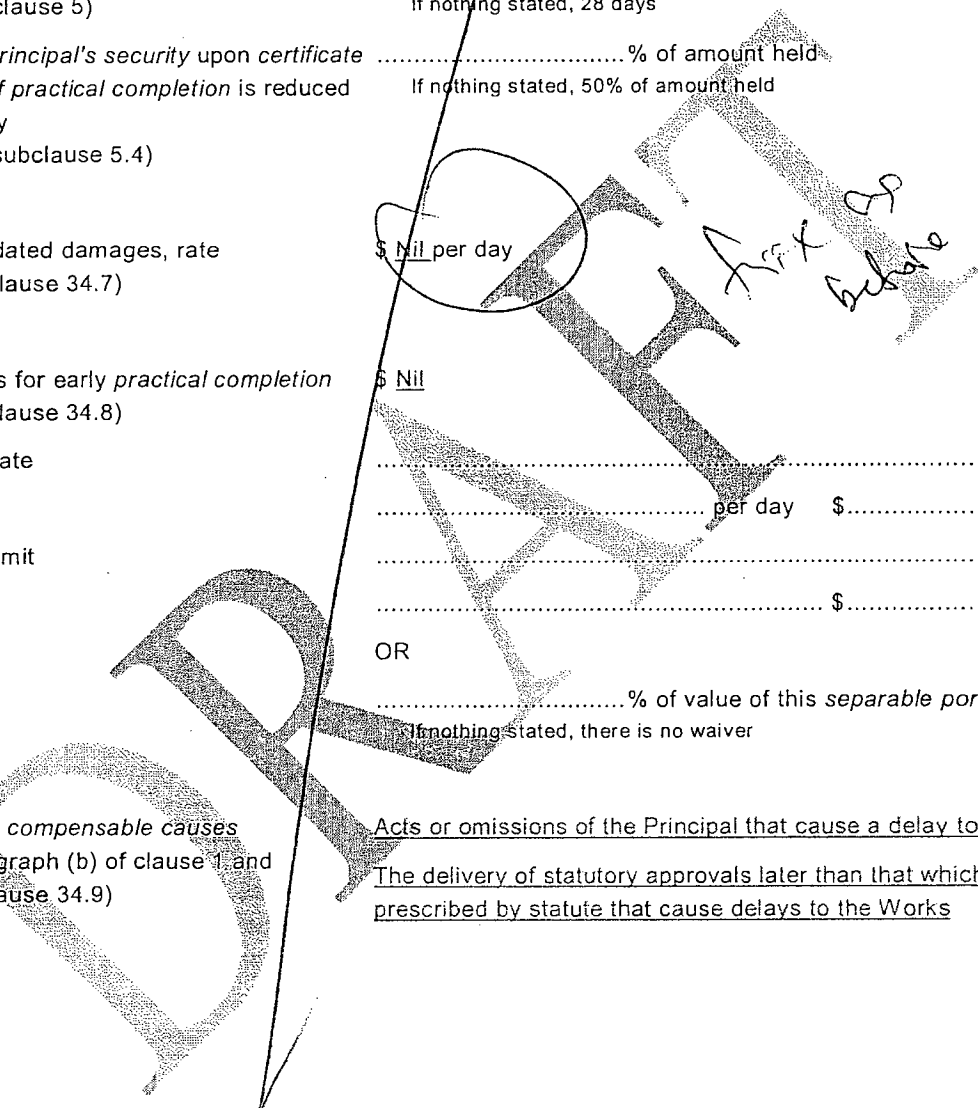 clause 5)
If nothing stated, 28 days
rincipal's security upon certificate ................................% of amount held
f practical completion is reduced
If nothing stated, 50% of amount held
y
subclause 5.4)
dated damages, rate
$ Nil per day
lause 34.7)
as
before
s for early practical completion
$ Nil
lause 34.8)
ate
................................................................................
............................................ per day $.................
mit
................................................................................
............................................................ $.................
OR
................................% of value of this separable por
If nothing stated, there is no waiver
compensable causes
Acts or omissions of the Principal that cause a delay to
graph (b) of clause 1 and
The delivery of statutory approvals later than that which
ause 34.9)
prescribed by statute that cause delays to the Works
DRAFT